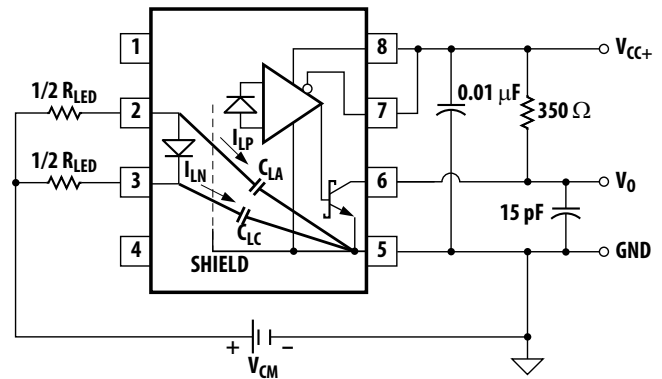 1
8
V_CC+
1/2 R_LED
0.01 μF
350 Ω
2
7
I_LP
1/2 R_LED
I_LN
C_LA
3
6
V_O
C_LC
15 pF
4
SHIELD
5
GND
+ −
V_CM